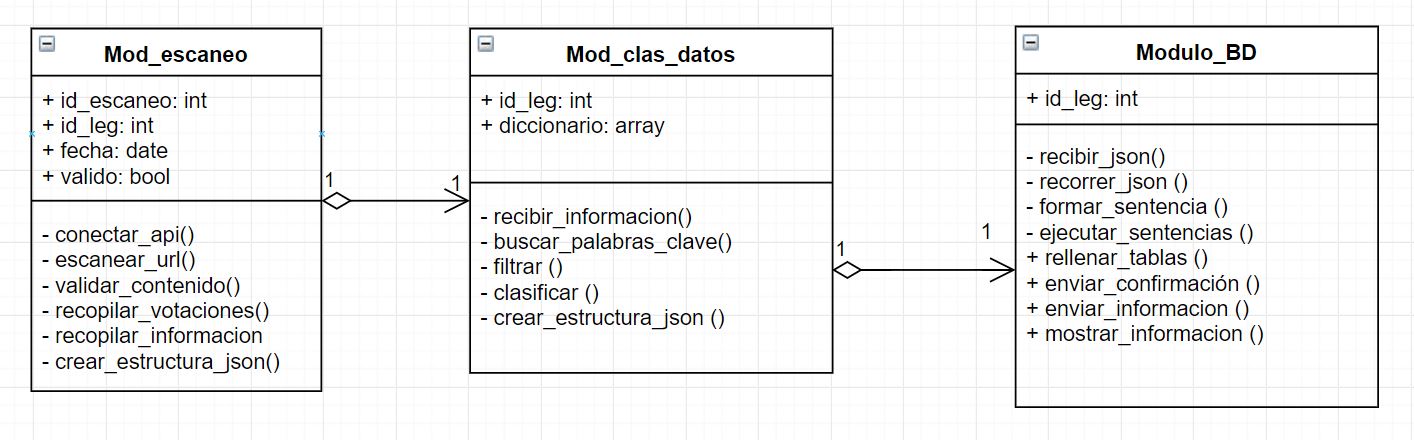 Mod_escaneo
+ id_escaneo: int
+ id_leg: int
+ fecha: date
+ valido: bool
- conectar_api()
- escanear_url()
- validar_contenido()
- recopilar_votaciones()
- recopilar_informacion
- crear_estructura_json()
1
1
Mod_clas_datos
+ id_leg: int
+ diccionario: array
- recibir_informacion()
- buscar_palabras_clave()
- filtrar ()
- clasificar ()
- crear_estructura_json ()
1
1
Modulo_BD
+ id_leg: int
- recibir_json()
- recorrer_json ()
- formar_sentencia ()
- ejecutar_sentencias ()
+ rellenar_tablas ()
+ enviar_confirmación ()
+ enviar_informacion ()
+ mostrar_informacion ()